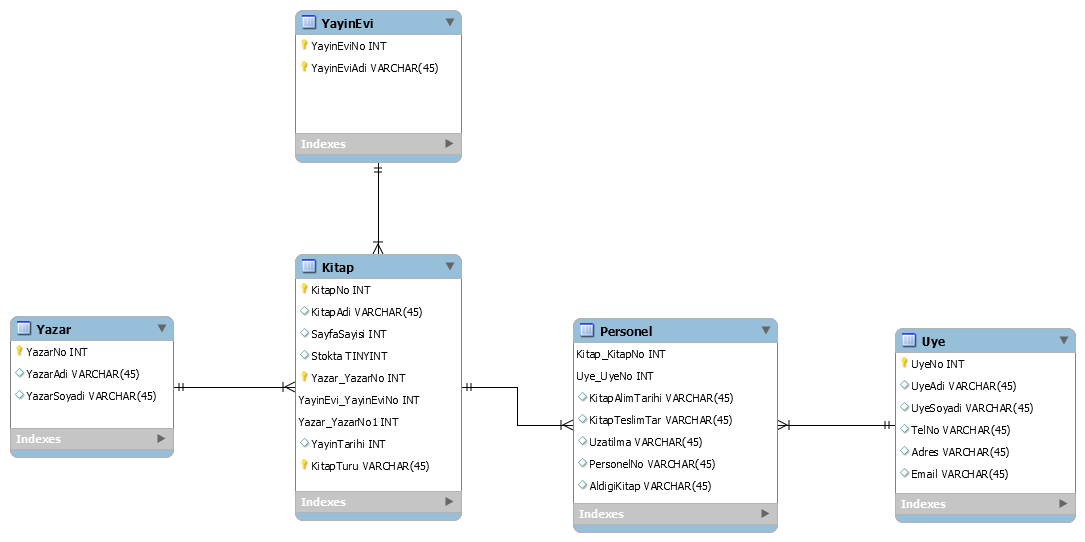 YayinEvi
YayinEviNo INT
YayinEviAdi VARCHAR(45)
Indexes
Yazar
YazarNo INT
YazarAdi VARCHAR(45)
YazarSoyadi VARCHAR(45)
Indexes
Kitap
KitapNo INT
KitapAdi VARCHAR(45)
SayfaSayisi INT
Stokta TINYINT
Yazar_YazarNo INT
YayinEvi_YayinEviNo INT
Yazar_YazarNo1 INT
YayinTarihi INT
KitapTuru VARCHAR(45)
Indexes
Personel
Kitap_KitapNo INT
Uye_UyeNo INT
KitapAlimTarihi VARCHAR(45)
KitapTeslimTar VARCHAR(45)
Uzatilma VARCHAR(45)
PersonelNo VARCHAR(45)
AldigiKitap VARCHAR(45)
Indexes
Uye
UyeNo INT
UyeAdi VARCHAR(45)
UyeSoyadi VARCHAR(45)
TelNo VARCHAR(45)
Adres VARCHAR(45)
Email VARCHAR(45)
Indexes